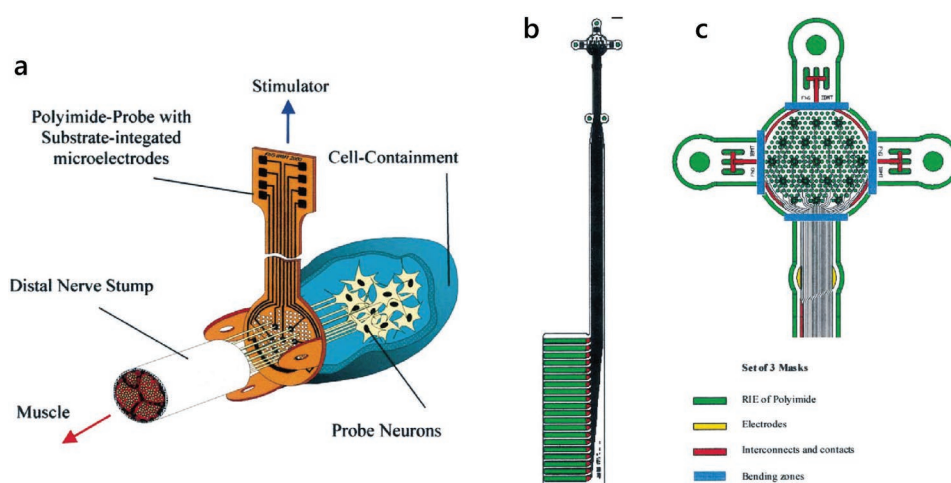 a
Stimulator
Polyimide-Probe with
Substrate-integated
microelectrodes
Cell-Containment
Distal Nerve Stump
Muscle
Probe Neurons
b
c
Set of 3 Masks
RIE of Polyimide
Electrodes
Interconnects and contacts
Bending zones